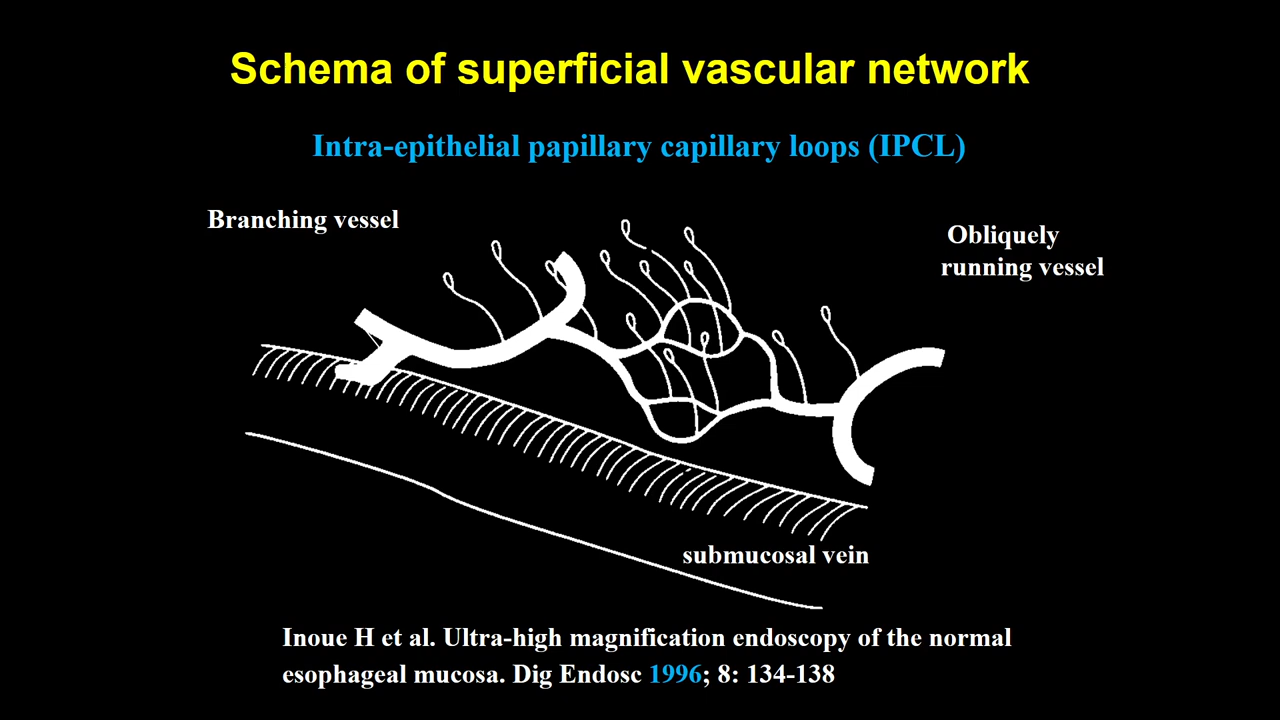 Schema of superficial vascular network
Intra-epithelial papillary capillary loops (IPCL)
Branching vessel
Obliquely
running vessel
submucosal vein
Inoue H et al. Ultra-high magnification endoscopy of the normal
esophageal mucosa. Dig Endosc 1996; 8: 134-138